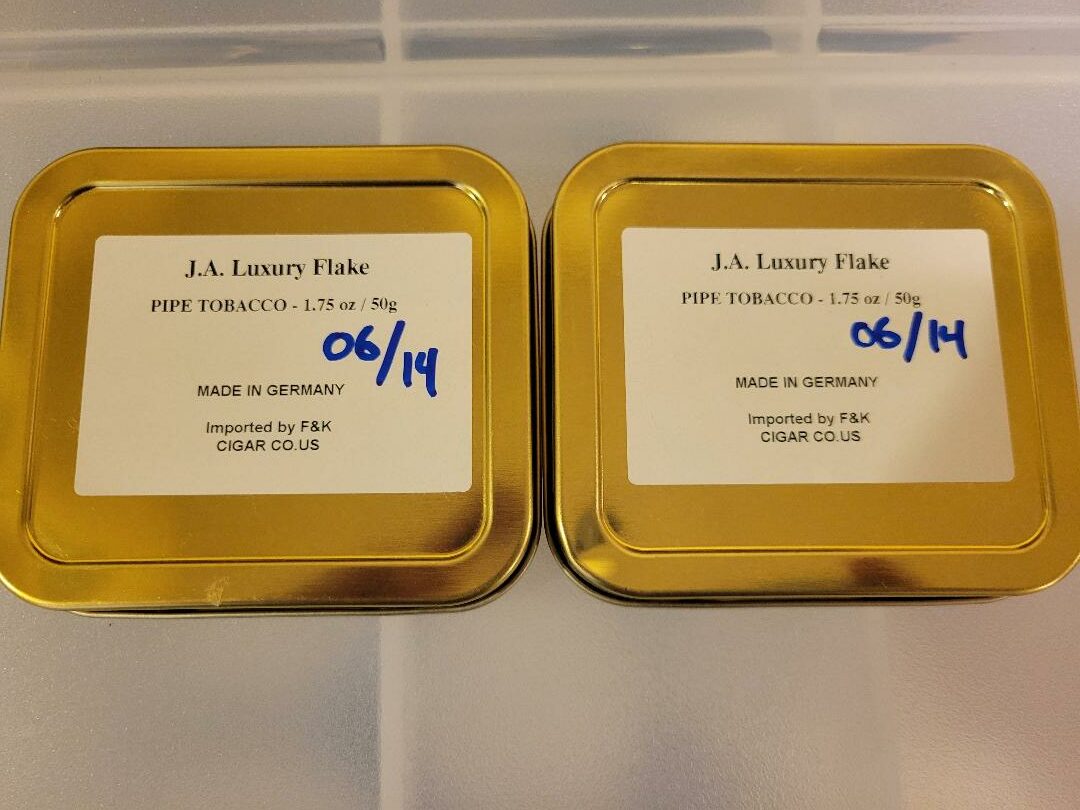 J.A. Luxury Flake
PIPE TOBACCO - 1.75 oz / 50g
06/14
MADE IN GERMANY
Imported by F&K
CIGAR CO.US
J.A. Luxury Flake
PIPE TOBACCO - 1.75 oz / 50g
06/14
MADE IN GERMANY
Imported by F&K
CIGAR CO.US